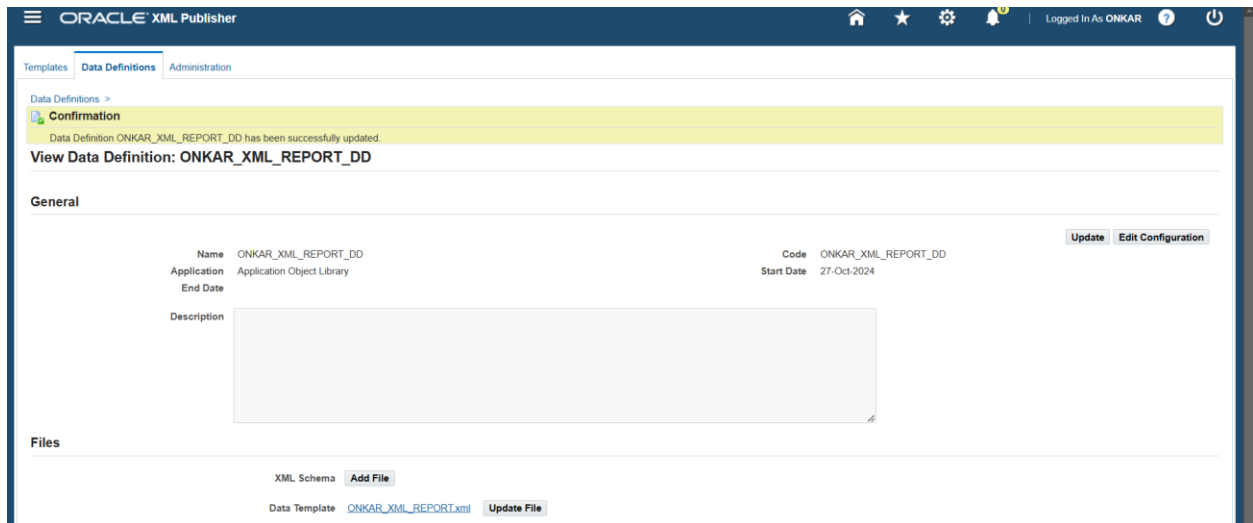 ORACLE XML Publisher
0
Logged In As ONKAR ?
Templates Data Definitions Administration
Data Definitions >
Confirmation
Data Definition ONKAR_XML_REPORT_DD has been successfully updated.
View Data Definition: ONKAR_XML_REPORT_DD
General
Update Edit Configuration
Name ONKAR_XML_REPORT_DD Code ONKAR_XML_REPORT_DD
Application Application Object Library Start Date 27-Oct-2024
End Date
Description
Files
XML Schema Add File
Data Template ONKAR_XML_REPORT.xml Update File